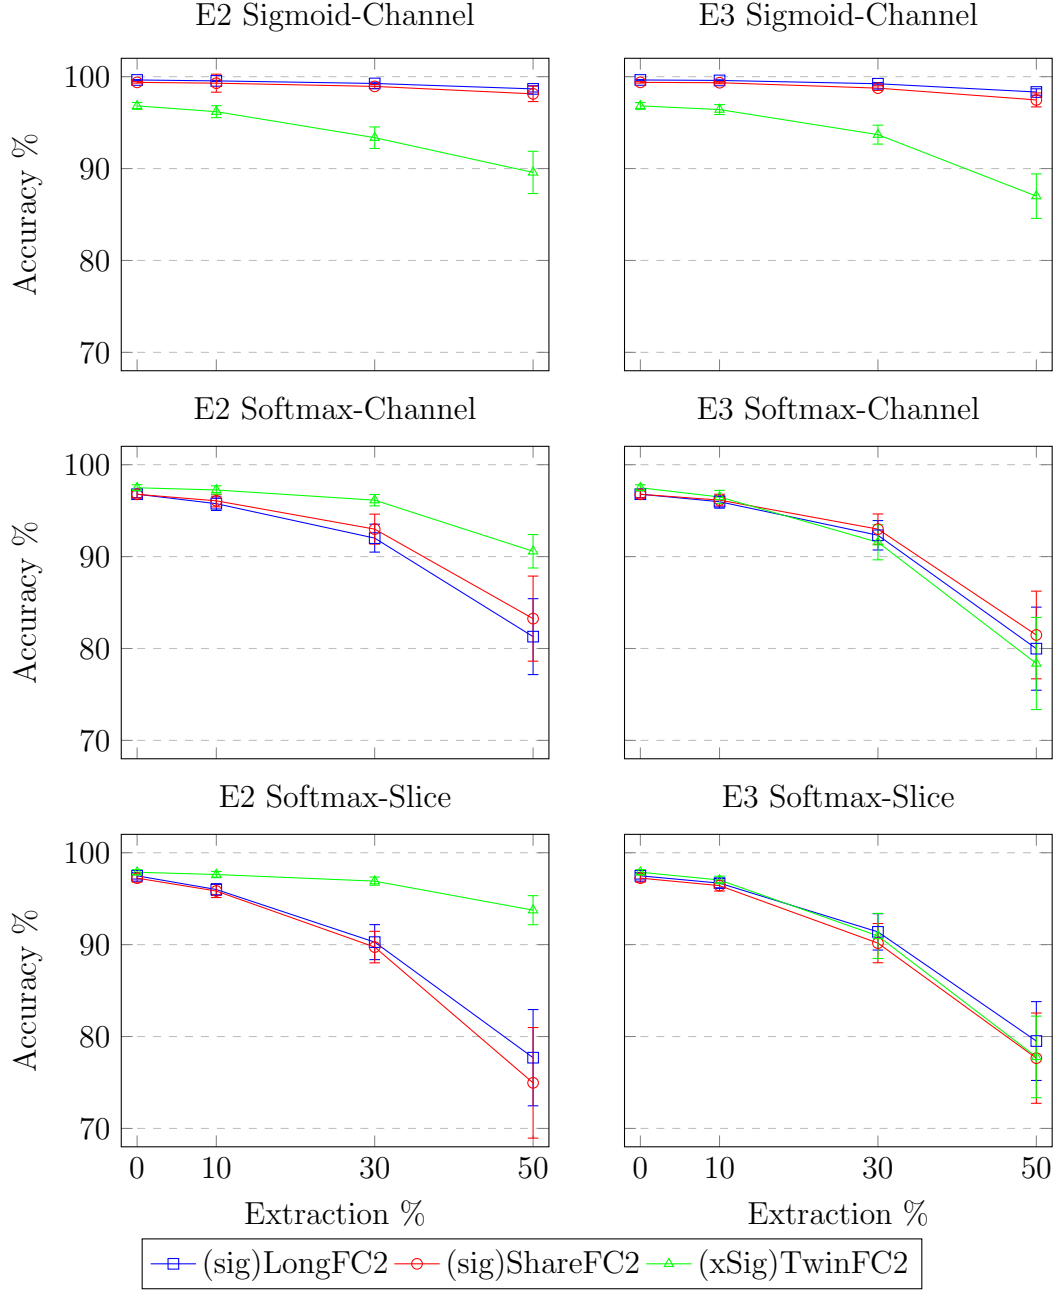 E2 Sigmoid-Channel
E3 Sigmoid-Channel
100
90
80
70
Accuracy %
E2 Softmax-Channel
E3 Softmax-Channel
100
90
80
70
Accuracy %
E2 Softmax-Slice
E3 Softmax-Slice
100
90
80
70
Accuracy %
0 10 30 50
0 10 30 50
Extraction %
Extraction %
(sig)LongFC2 (sig)ShareFC2 (xSig)TwinFC2